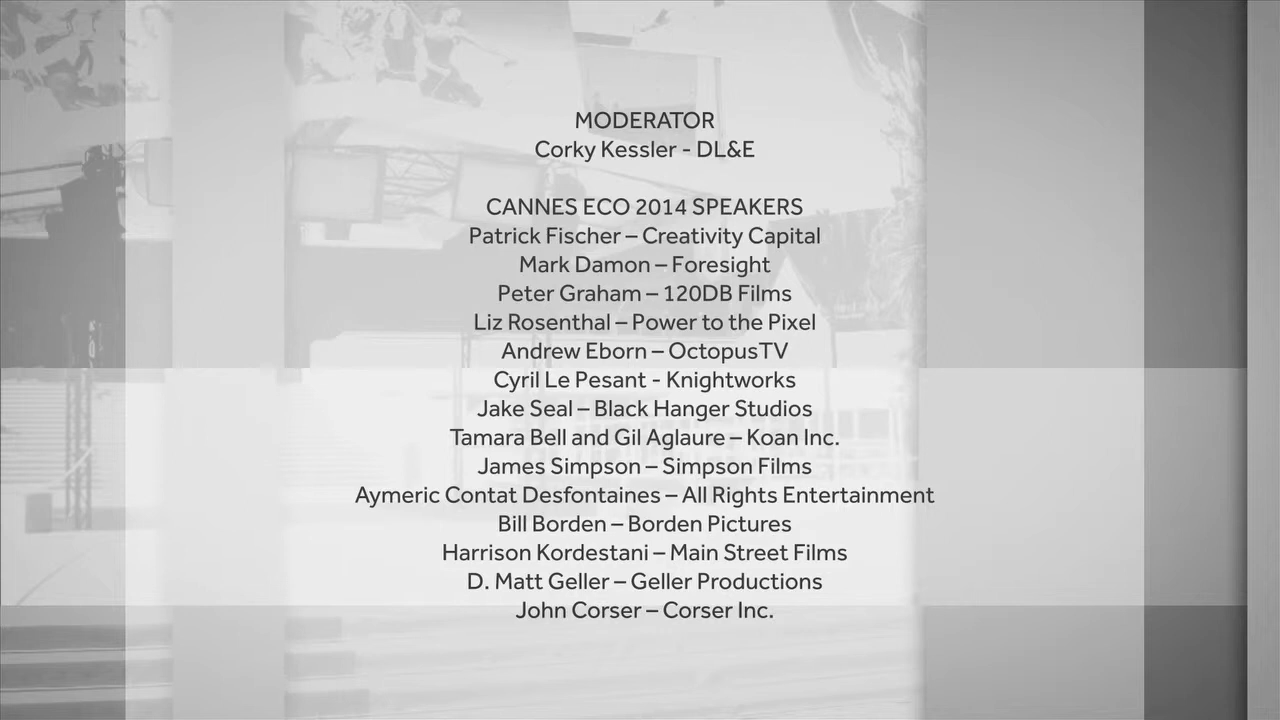 MODERATOR
Corky Kessler - DL&E
CANNES ECO 2014 SPEAKERS
Patrick Fischer – Creativity Capital
Mark Damon – Foresight
Peter Graham – 120DB Films
Liz Rosenthal – Power to the Pixel
Andrew Eborn – OctopusTV
Cyril Le Pesant - Knightworks
Jake Seal – Black Hanger Studios
Tamara Bell and Gil Aglaure – Koan Inc.
James Simpson – Simpson Films
Aymeric Contat Desfontaines – All Rights Entertainment
Bill Borden – Borden Pictures
Harrison Kordestani – Main Street Films
D. Matt Geller – Geller Productions
John Corser – Corser Inc.